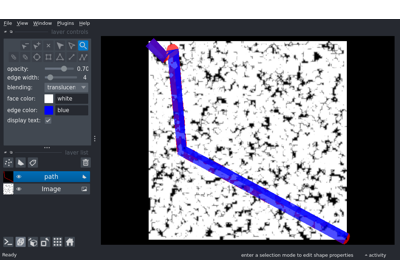 File View Window Plugins Help
layer controls
opacity: 0.70
edge width: 4
blending: translucen
face color: white
edge color: blue
display text:
layer list
path
Image
Ready
enter a selection mode to edit shape properties
activity